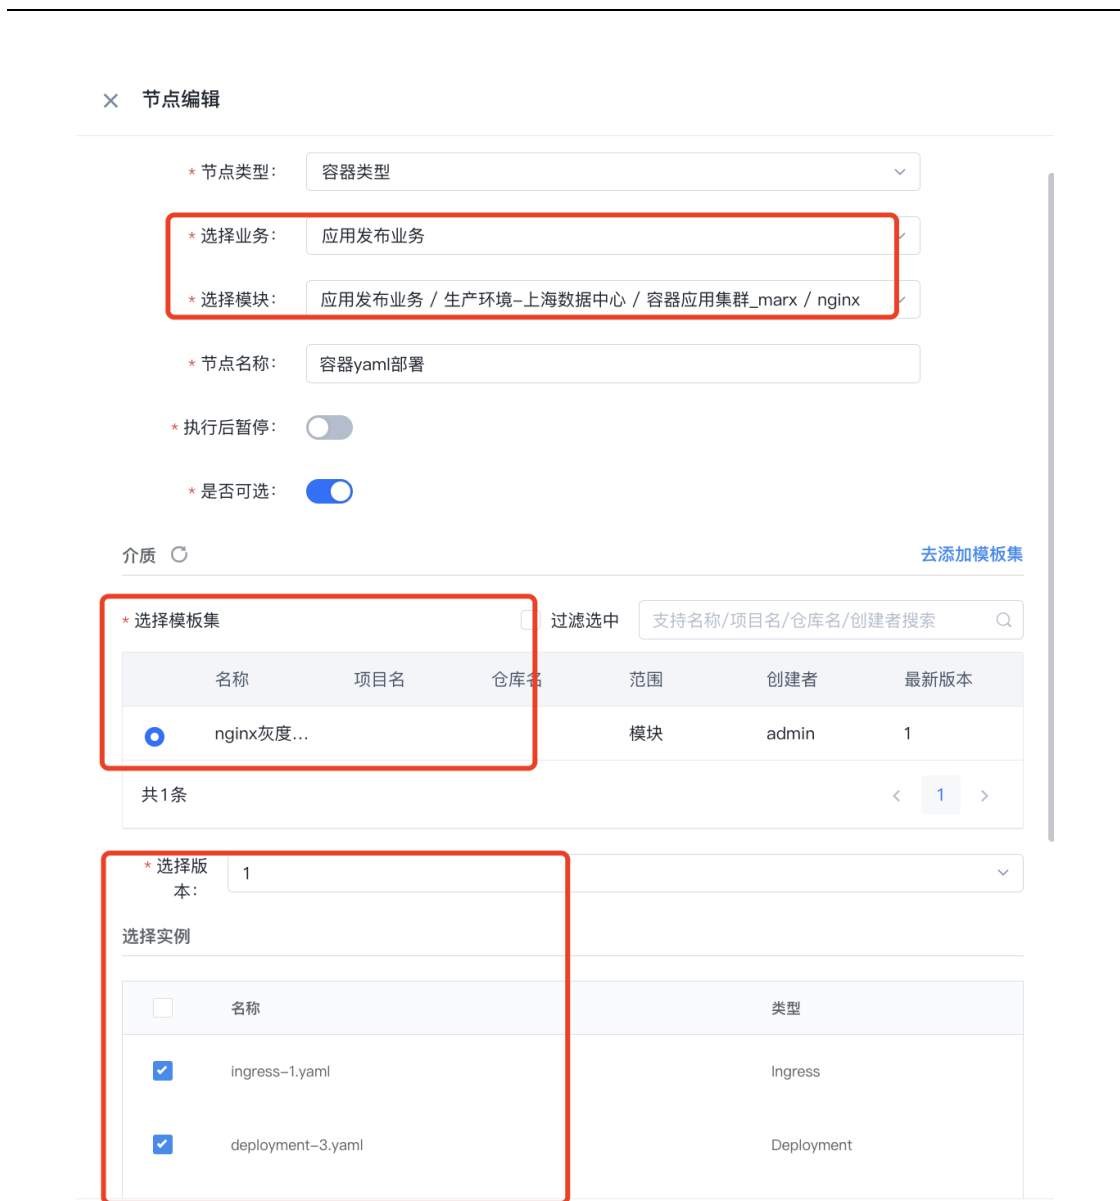 节点编辑
* 节点类型： 容器类型
* 选择业务： 应用发布业务
* 选择模块： 应用发布业务 / 生产环境-上海数据中心 / 容器应用集群_marx / nginx
* 节点名称： 容器yaml部署
* 执行后暂停：
* 是否可选：
介质 去添加模板集
* 选择模板集 过滤选中 支持名称/项目名/仓库名/创建者搜索
名称 项目名 仓库名 范围 创建者 最新版本
nginx灰度... 模块 admin 1
共1条 < 1 >
* 选择版本： 1
选择实例
名称 类型
ingress-1.yaml Ingress
deployment-3.yaml Deployment